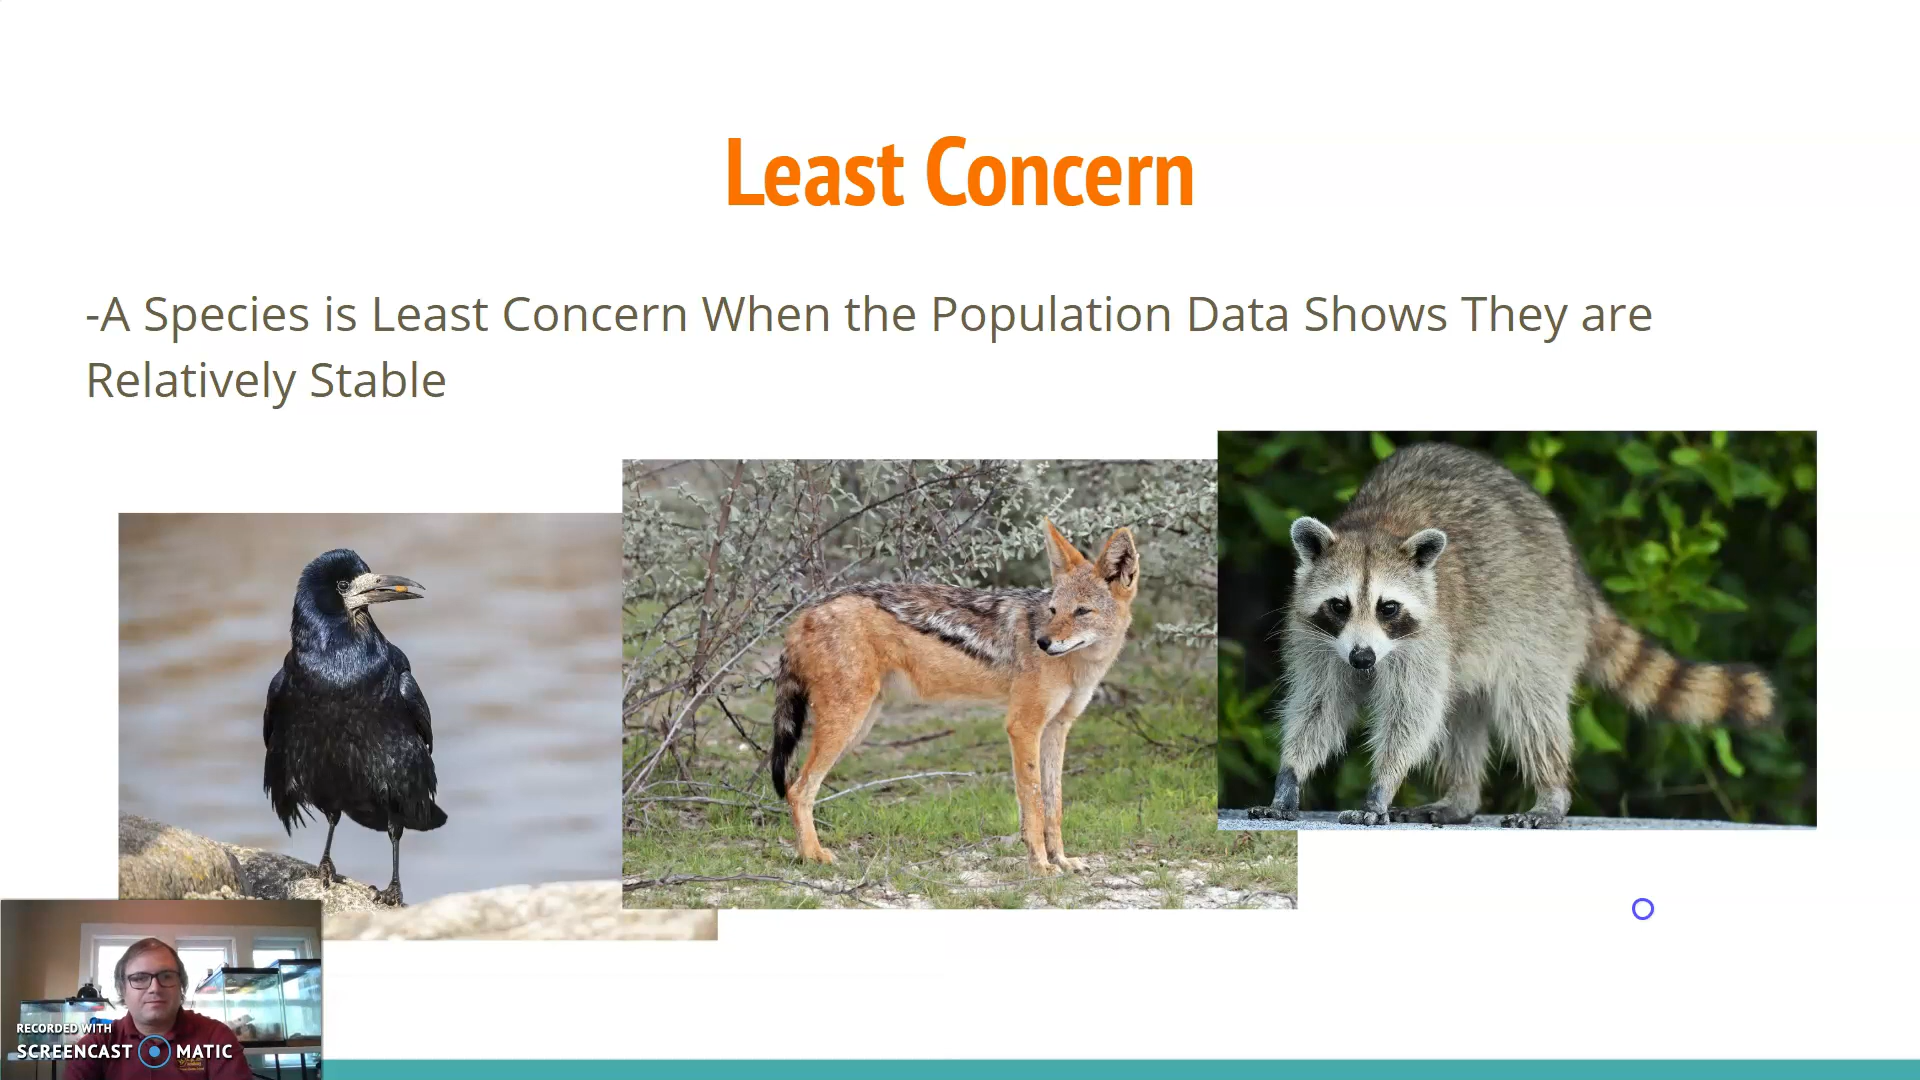 Least Concern
-A Species is Least Concern When the Population Data Shows They are
Relatively Stable
RECORDED WITH
SCREENCAST MATIC